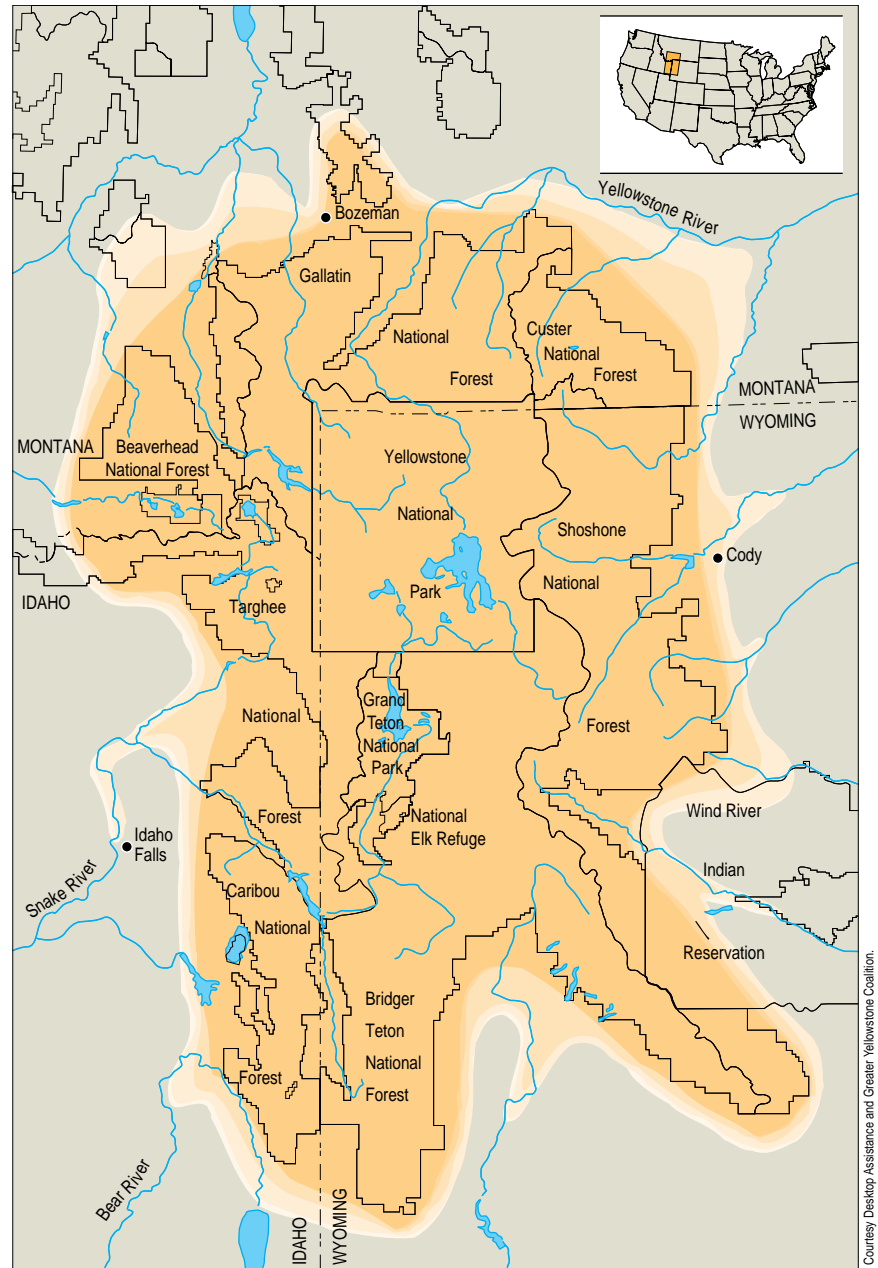 Yellowstone River
Bozeman
Gallatin
National
Forest
Custer
National
Forest
MONTANA
WYOMING
MONTANA
Beaverhead
National Forest
Yellowstone
National
Park
Shoshone
National
Forest
Cody
IDAHO
Targhee
National
Forest
Grand
Teton
National
Park
National
Elk Refuge
Wind River
Indian
Reservation
Idaho
Falls
Snake River
Caribou
National
Forest
Bridger
Teton
National
Forest
Bear River
IDAHO
WYOMING
Courtesy Desktop Assistance and Greater Yellowstone Coalition.